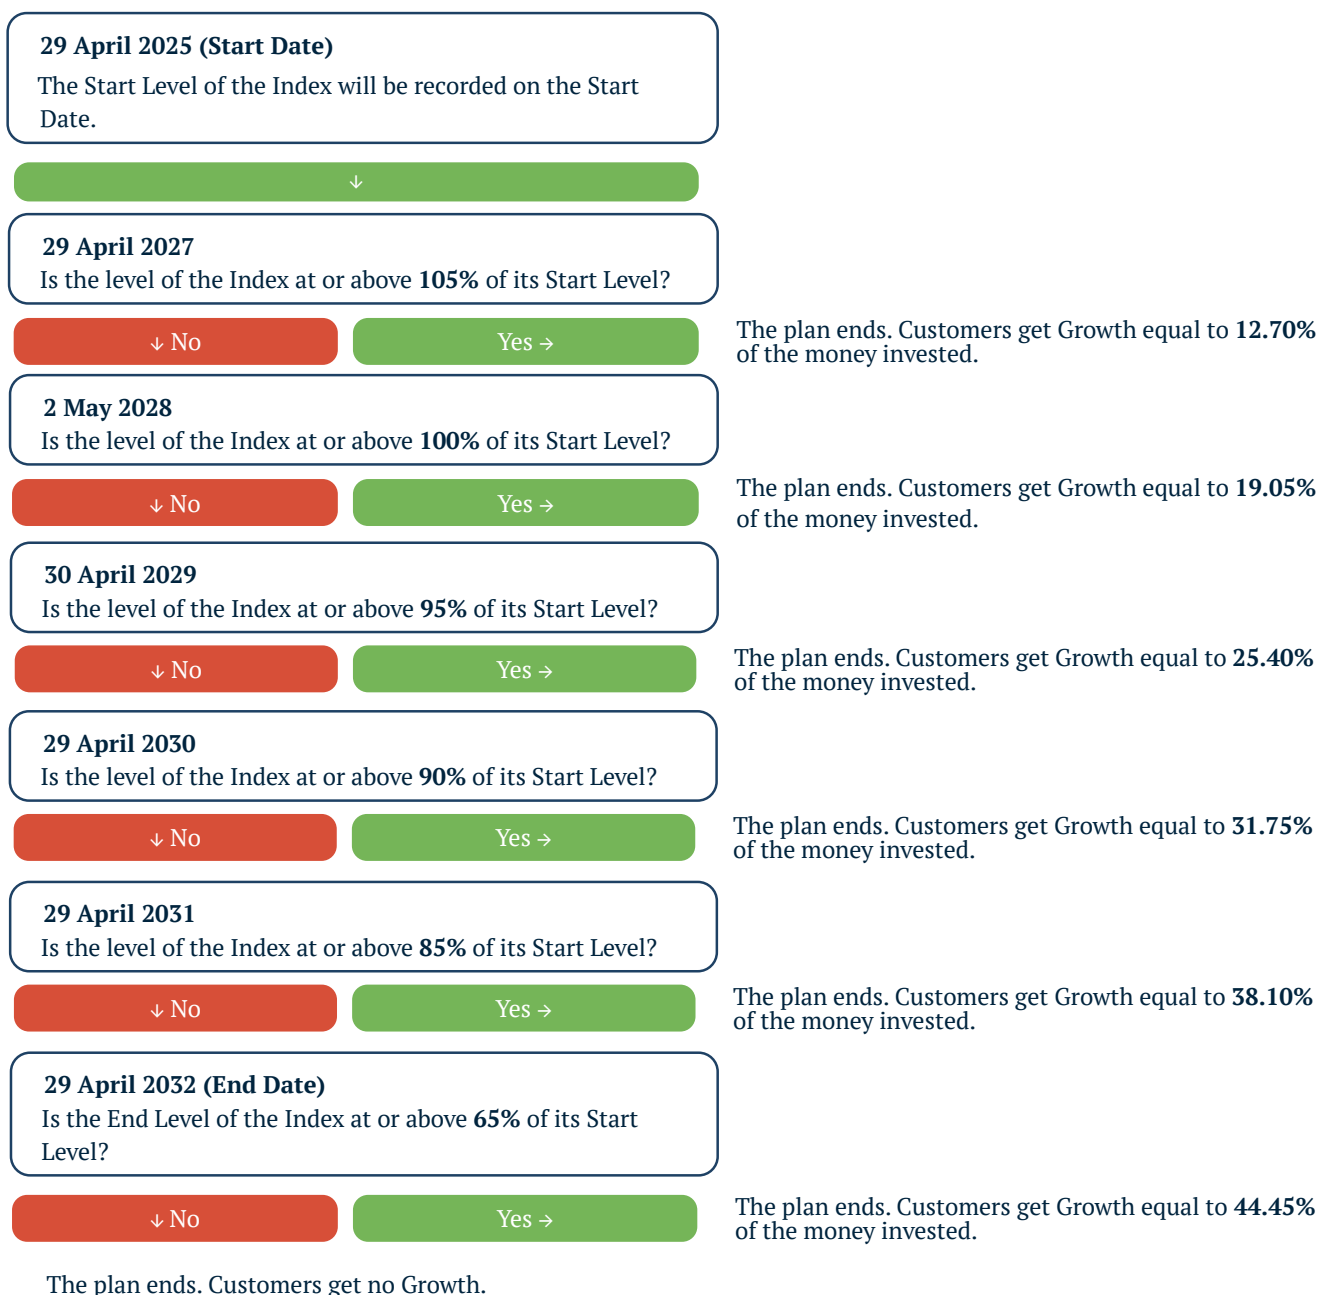 29 April 2025 (Start Date)
The Start Level of the Index will be recorded on the Start
Date.
↓
29 April 2027
Is the level of the Index at or above 105% of its Start Level?
↓ No
Yes →
The plan ends. Customers get Growth equal to 12.70%
of the money invested.
2 May 2028
Is the level of the Index at or above 100% of its Start Level?
↓ No
Yes →
The plan ends. Customers get Growth equal to 19.05%
of the money invested.
30 April 2029
Is the level of the Index at or above 95% of its Start Level?
↓ No
Yes →
The plan ends. Customers get Growth equal to 25.40%
of the money invested.
29 April 2030
Is the level of the Index at or above 90% of its Start Level?
↓ No
Yes →
The plan ends. Customers get Growth equal to 31.75%
of the money invested.
29 April 2031
Is the level of the Index at or above 85% of its Start Level?
↓ No
Yes →
The plan ends. Customers get Growth equal to 38.10%
of the money invested.
29 April 2032 (End Date)
Is the End Level of the Index at or above 65% of its Start
Level?
↓ No
Yes →
The plan ends. Customers get Growth equal to 44.45%
of the money invested.
The plan ends. Customers get no Growth.